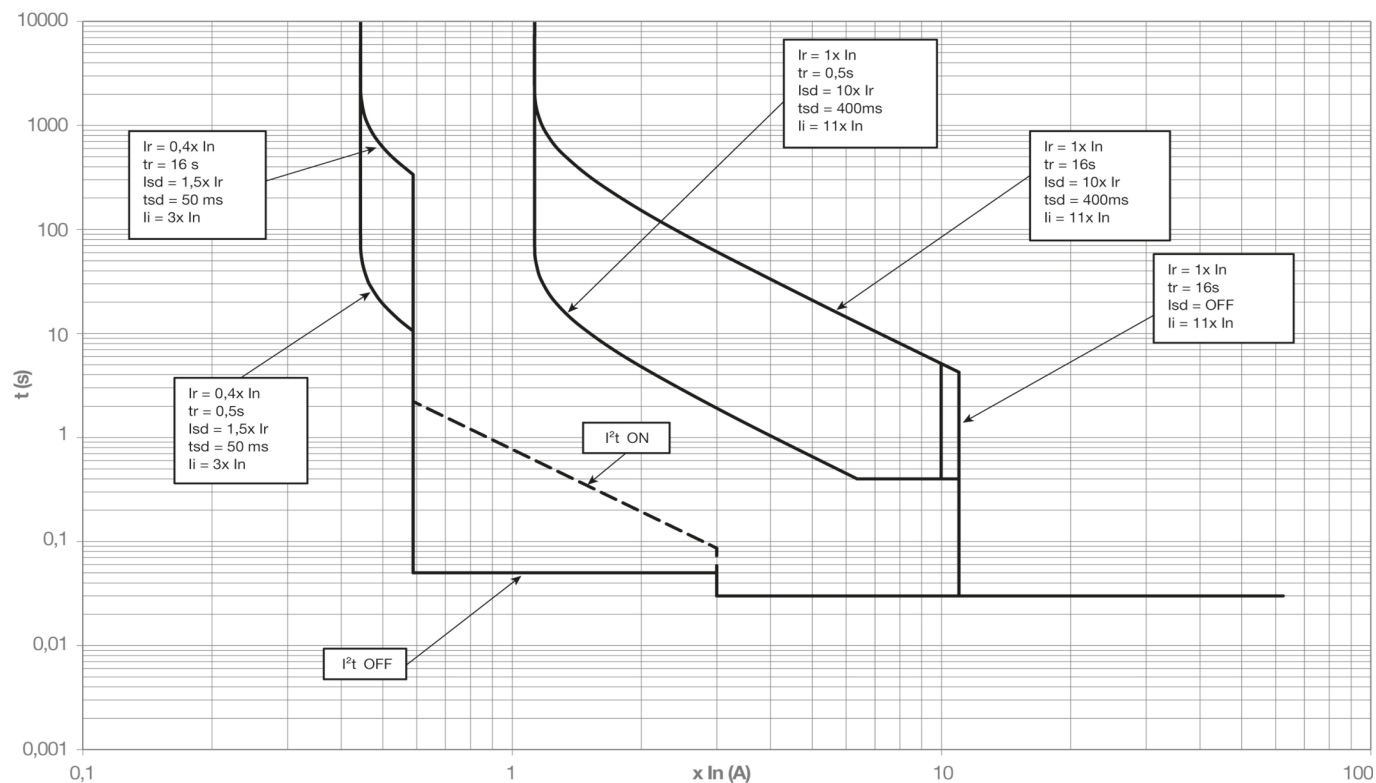 10000
1000
100
10
1
0,1
0,01
0,001
t (s)
0,1
1
10
100
x In (A)
Ir = 0,4x In
tr = 16 s
Isd = 1,5x Ir
tsd = 50 ms
Ii = 3x In
Ir = 1x In
tr = 0,5s
Isd = 10x Ir
tsd = 400ms
Ii = 11x In
Ir = 1x In
tr = 16s
Isd = 10x Ir
tsd = 400ms
Ii = 11x In
Ir = 1x In
tr = 16s
Isd = OFF
Ii = 11x In
Ir = 0,4x In
tr = 0,5s
Isd = 1,5x Ir
tsd = 50 ms
Ii = 3x In
I²t ON
I²t OFF